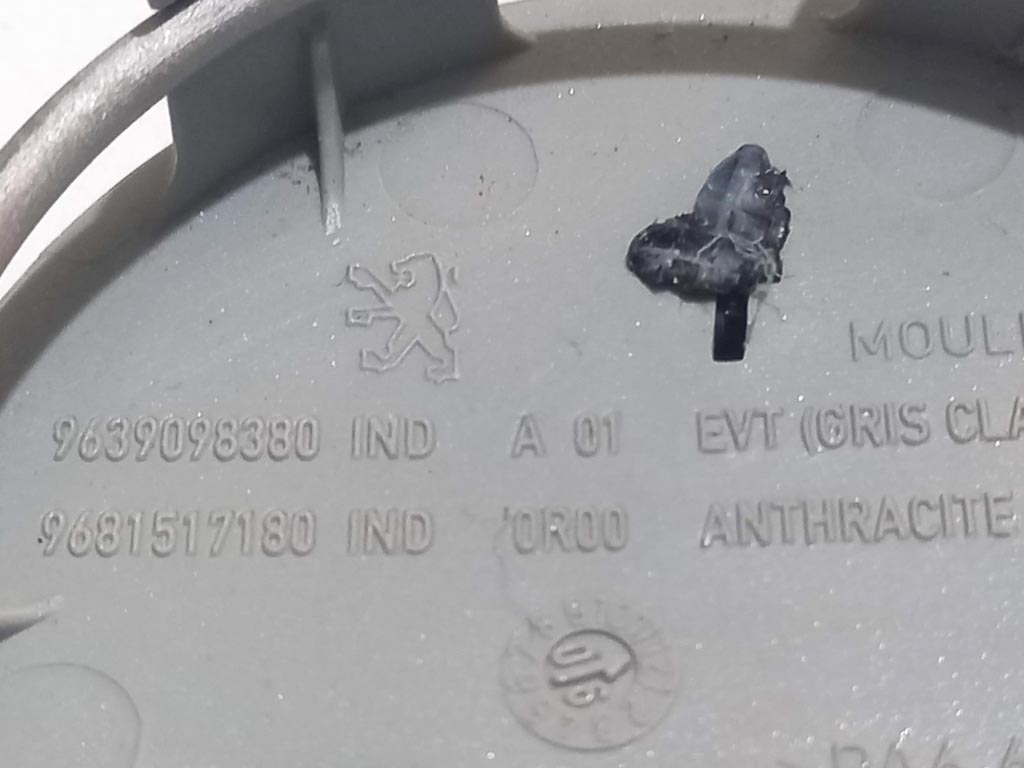 MOUL
9639098380 IND A 01 EVT (GRIS CLA
9681517180 IND 0R00 ANTHRACITE